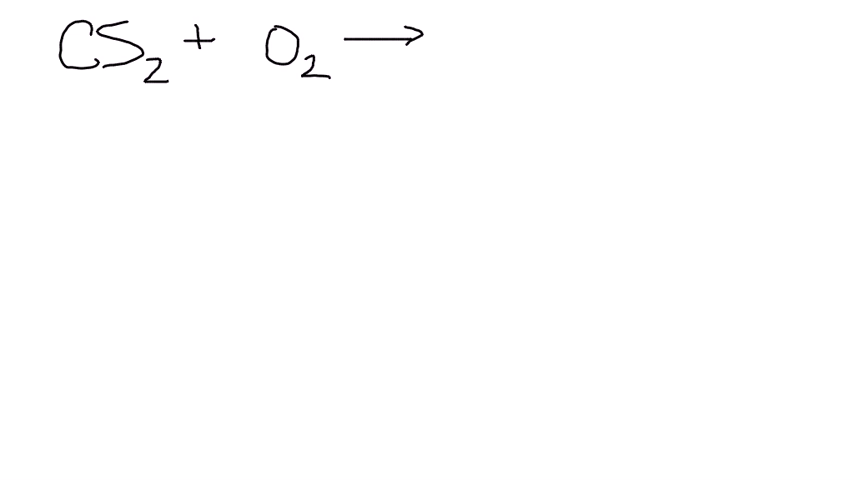 CS₂ + O₂ →